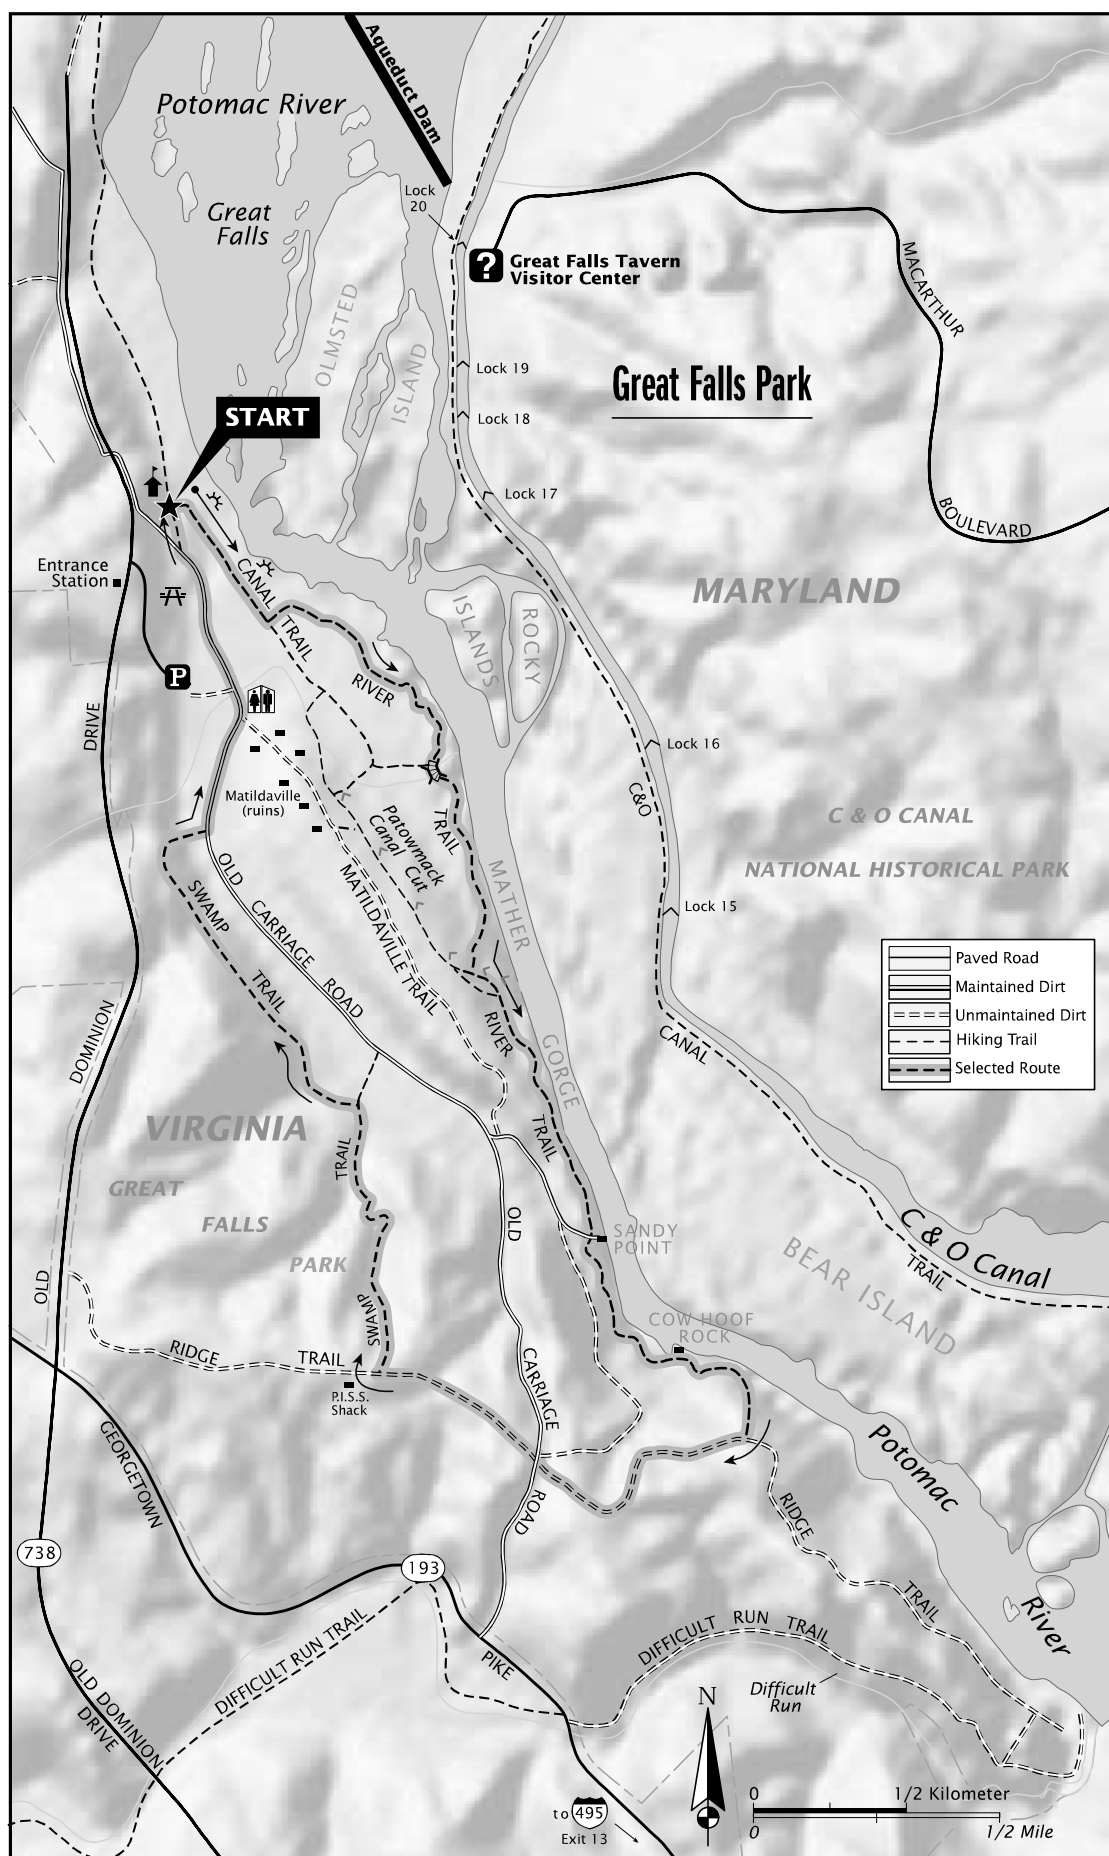 Aqueduct Dam
Potomac River
Lock
20
Great
Falls
?
Great Falls Tavern
Visitor Center
MACARTHUR
OLMSTED
ISLAND
Lock 19
Great Falls Park
START
Lock 18
Lock 17
BOULEVARD
Entrance
Station
CANAL
TRAIL
MARYLAND
ISLANDS
ROCKY
P
RIVER
DRIVE
Lock 16
Matildaville
(ruins)
C&O
Patowmack
Canal Cut
TRAIL
C & O CANAL
NATIONAL HISTORICAL PARK
MATHER
OLD
CARRIAGE
ROAD
SWAMP
TRAIL
MATILDAVILLE TRAIL
Lock 15
Paved Road
Maintained Dirt
Unmaintained Dirt
Hiking Trail
Selected Route
RIVER
GORGE
CANAL
DOMINION
VIRGINIA
TRAIL
TRAIL
GREAT
FALLS
PARK
OLD
SANDY
POINT
C & O Canal
TRAIL
BEAR ISLAND
OLD
SWAMP
COW HOOF
ROCK
RIDGE
TRAIL
CARRIAGE
P.I.S.S.
Shack
GEORGETOWN
Potomac
ROAD
RIDGE
738
193
TRAIL
River
DIFFICULT RUN TRAIL
DIFFICULT RUN TRAIL
PIKE
OLD DOMINION
DRIVE
Difficult
Run
N
0 1/2 Kilometer
0 1/2 Mile
to 495
Exit 13